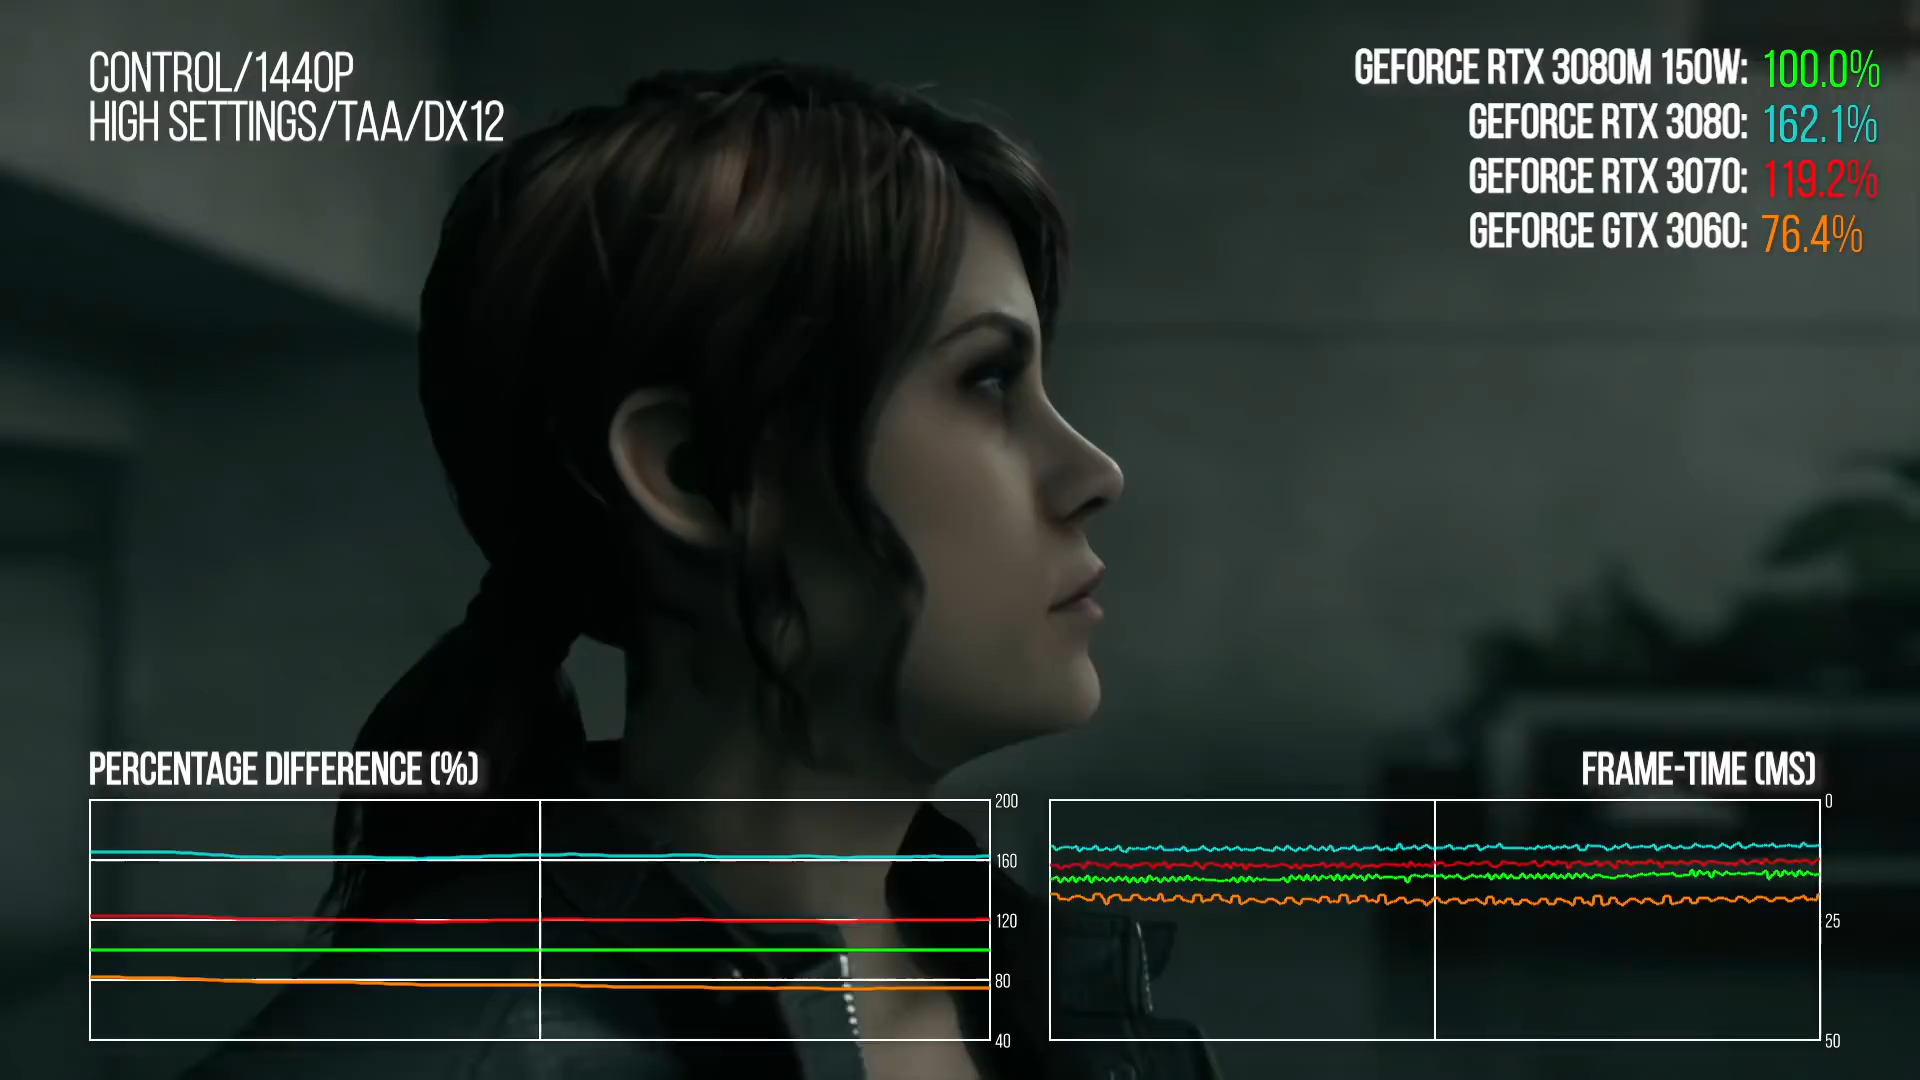 CONTROL/1440P
HIGH SETTINGS/TAA/DX12
GEFORCE RTX 3080M 150W: 100.0%
GEFORCE RTX 3080: 162.1%
GEFORCE RTX 3070: 119.2%
GEFORCE GTX 3060: 76.4%
PERCENTAGE DIFFERENCE (%)
200
160
120
80
40
FRAME-TIME (MS)
0
25
50